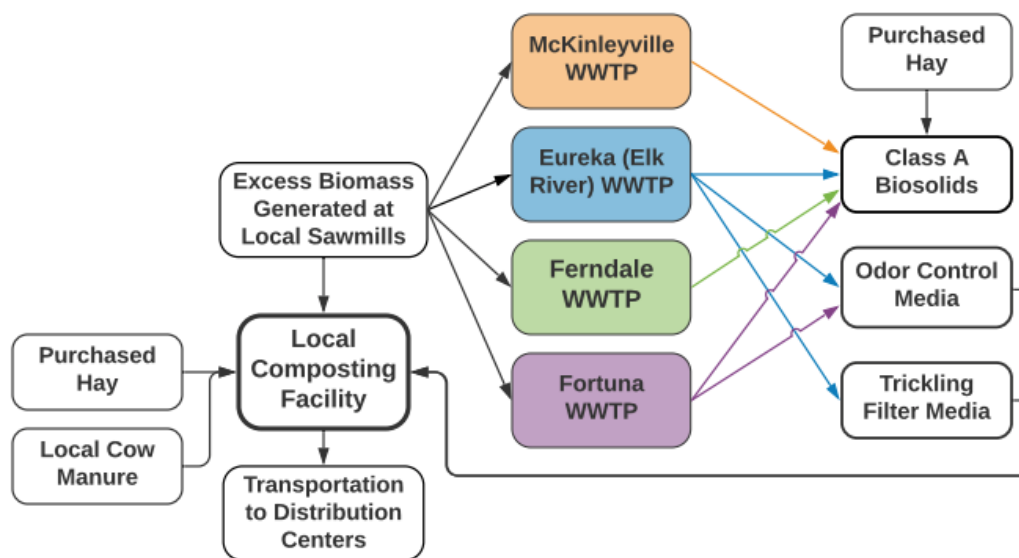 McKinleyville
WWTP
Purchased
Hay
Eureka (Elk
River) WWTP
Class A
Biosolids
Excess Biomass
Generated at
Local Sawmills
Ferndale
WWTP
Odor Control
Media
Local
Composting
Facility
Purchased
Hay
Fortuna
WWTP
Trickling
Filter Media
Local Cow
Manure
Transportation
to Distribution
Centers